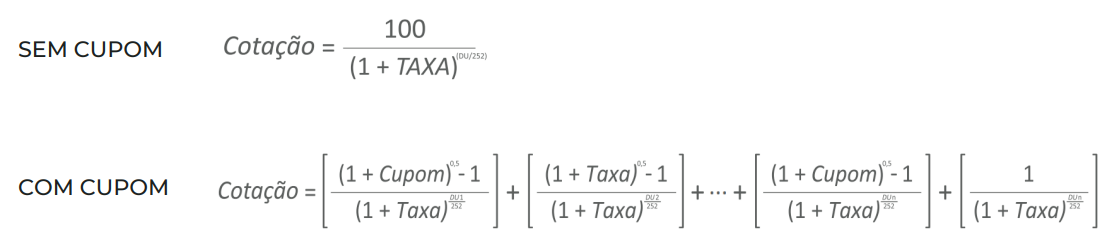 SEM CUPOM Cotação = 100 / (1 + TAXA)^(DU/252)
COM CUPOM Cotação = [ (1 + Cupom)^0,5 - 1 / (1 + Taxa)^DU1/252 ] + [ (1 + Taxa)^0,5 - 1 / (1 + Taxa)^DU2/252 ] + ... + [ (1 + Cupom)^0,5 - 1 / (1 + Taxa)^DUn/252 ] + [ 1 / (1 + Taxa)^DUn/252 ]